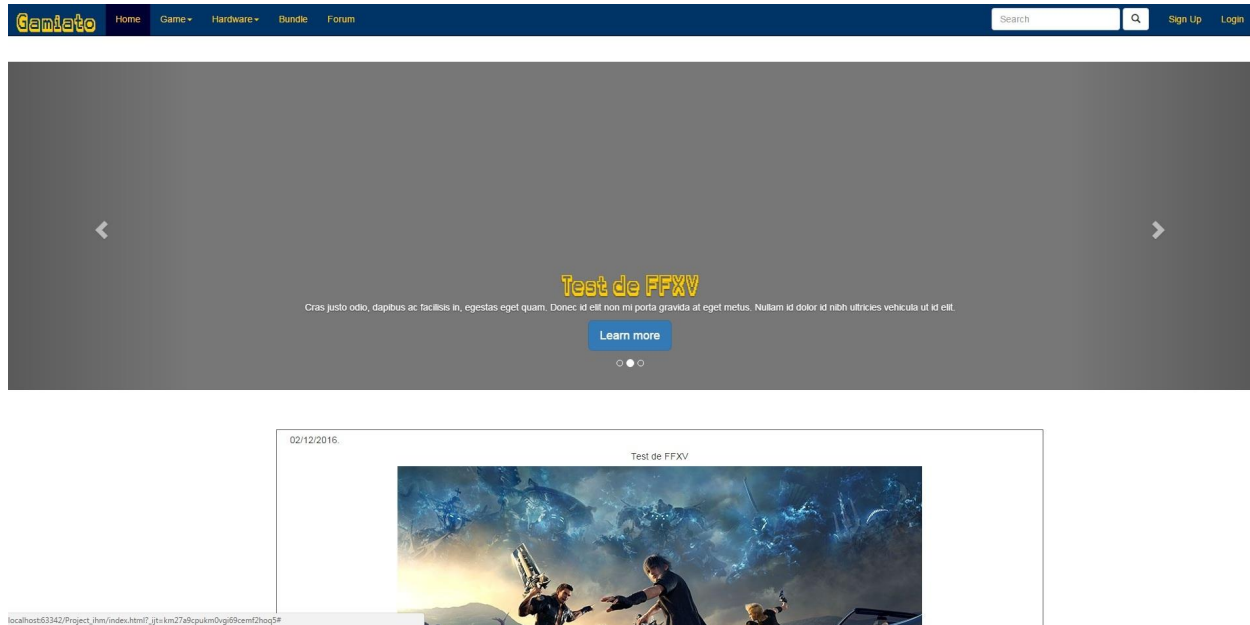 Gamiato Home Game Hardware Bundle Forum Search Sign Up Login
Test de FFXV
Cras justo odio, dapibus ac facilisis in, egestas eget quam. Donec id elit non mi porta gravida at eget metus. Nullam id dolor id nibh ultricies vehicula ut id elit.
Learn more
02/12/2016.
Test de FFXV
localhost:63342/Project_ihm/index.html?_ijt=km27a9cpukm0vgi69cemf2hoq5#